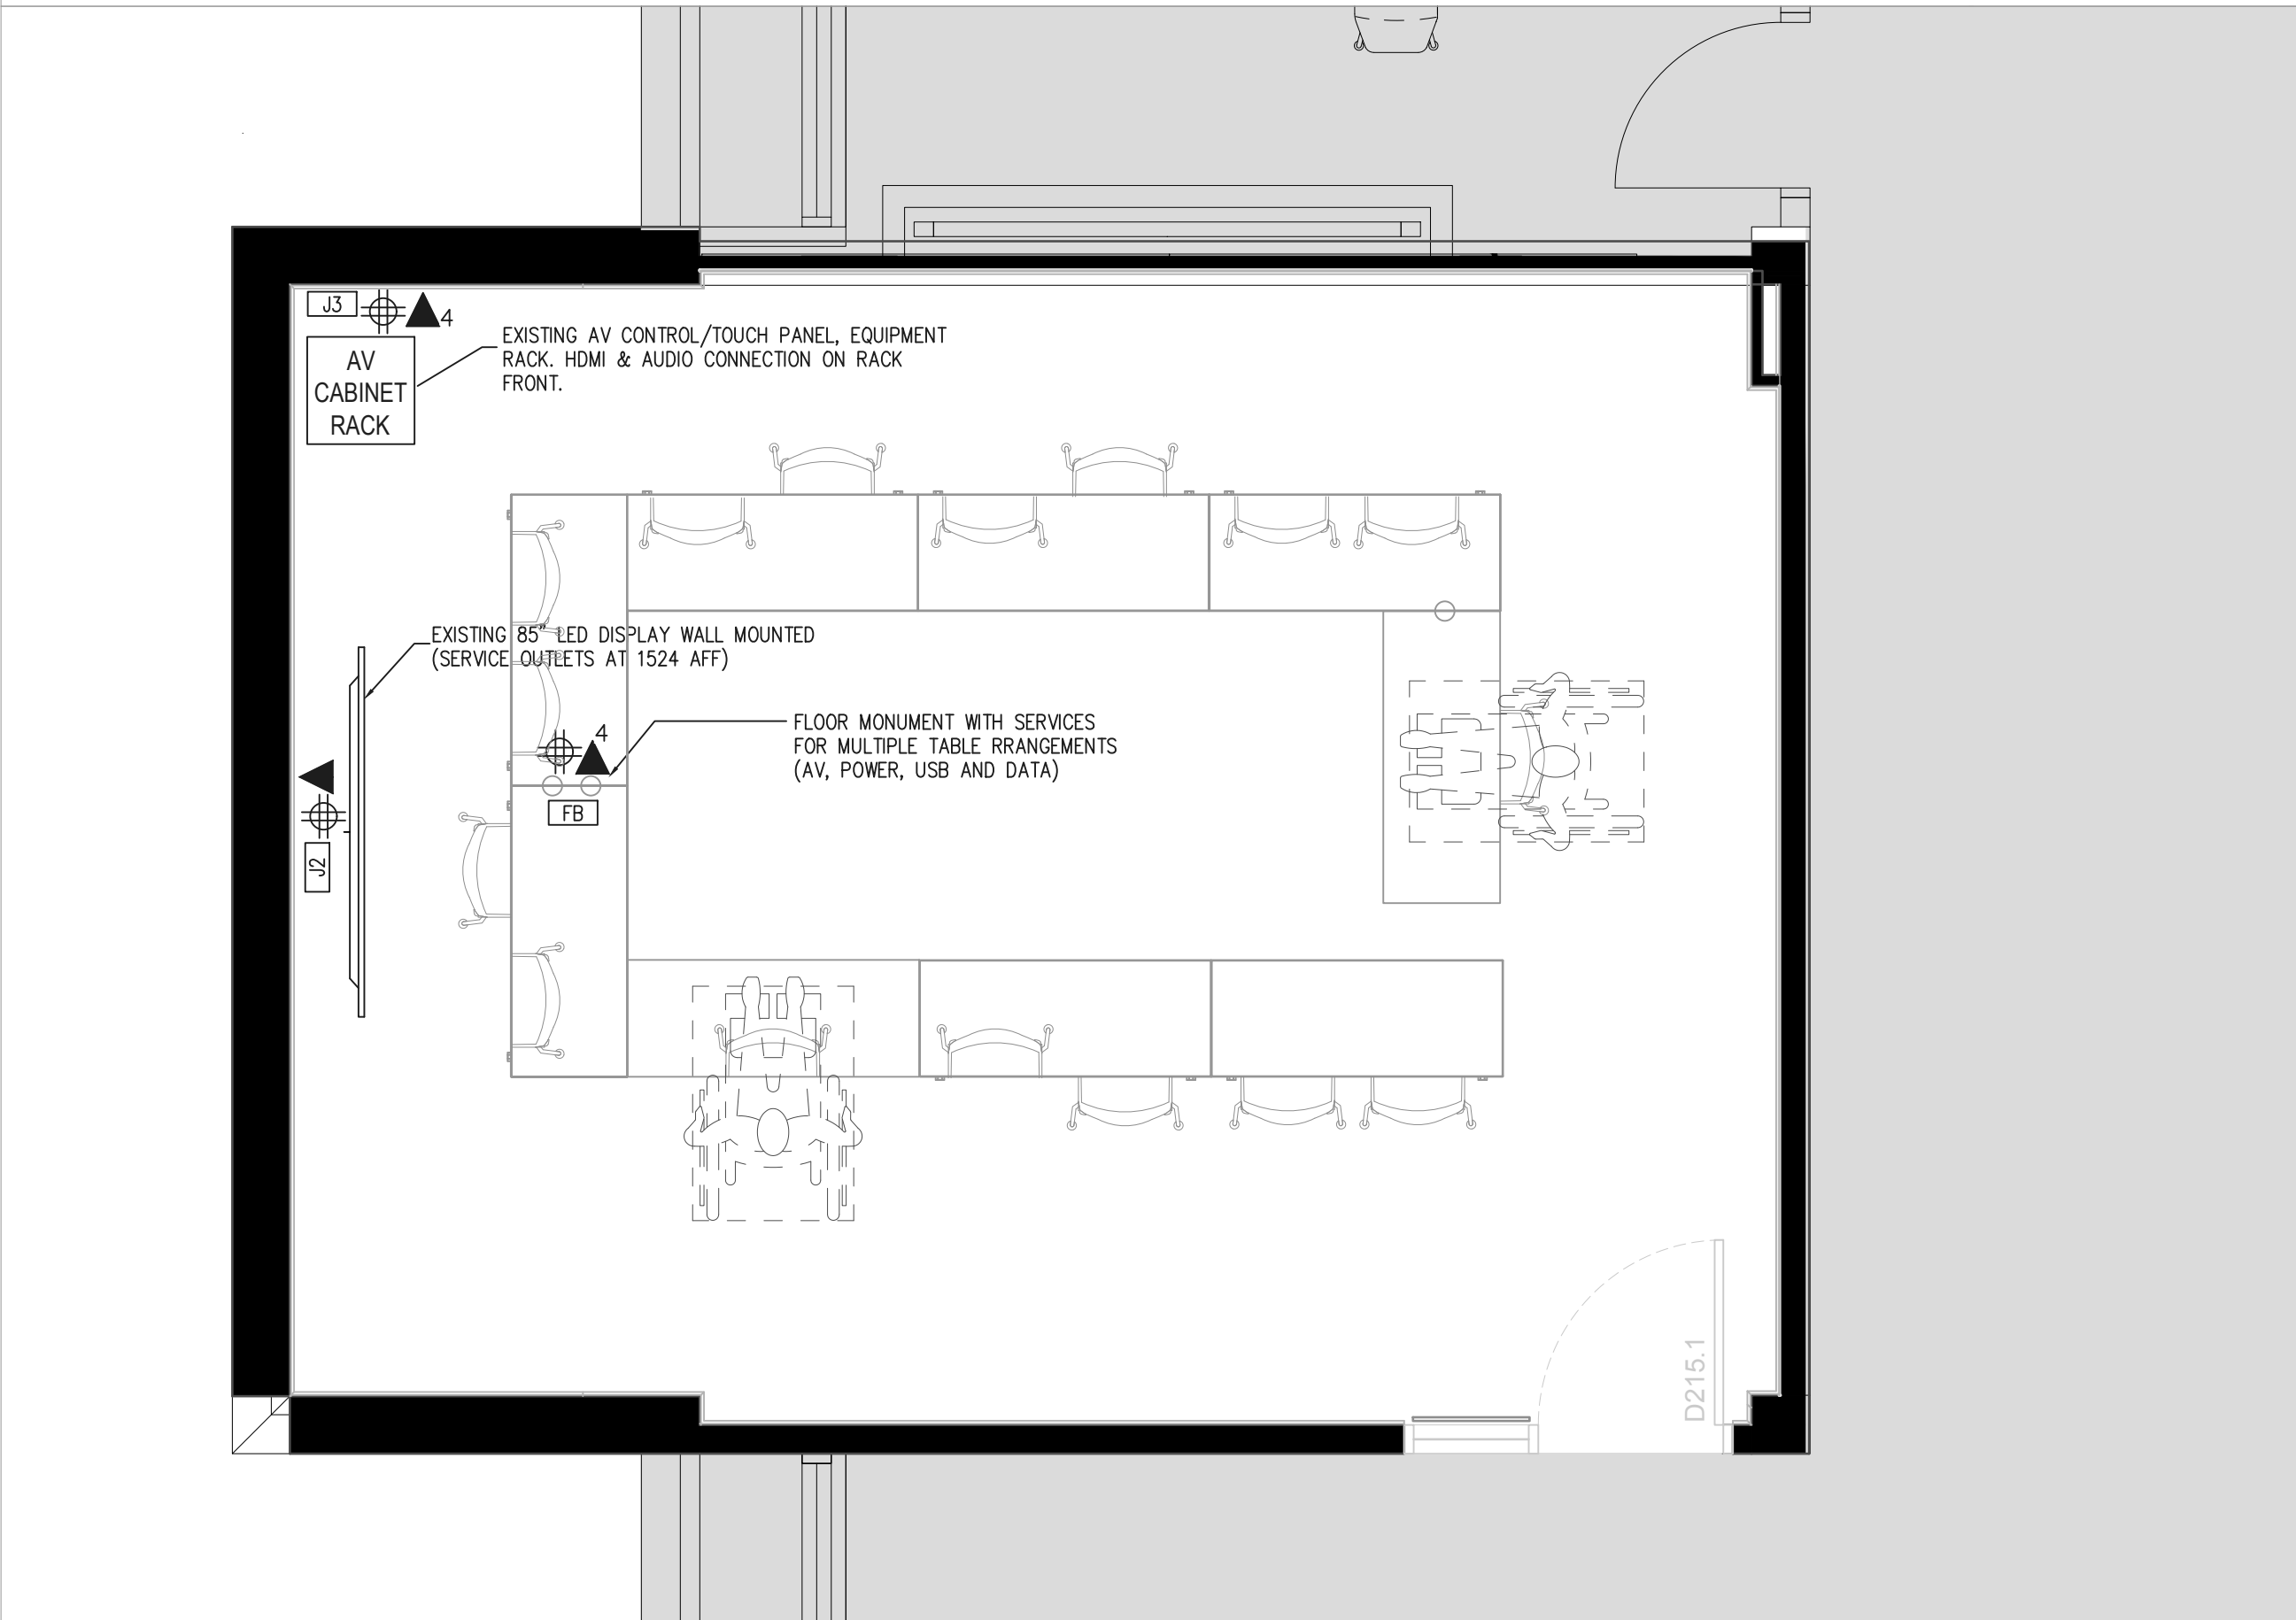 J3
4
AV
CABINET
RACK
EXISTING AV CONTROL/TOUCH PANEL, EQUIPMENT
RACK. HDMI & AUDIO CONNECTION ON RACK
FRONT.
EXISTING 85" LED DISPLAY WALL MOUNTED
(SERVICE OUTLETS AT 1524 AFF)
FLOOR MONUMENT WITH SERVICES
FOR MULTIPLE TABLE RRANGEMENTS
(AV, POWER, USB AND DATA)
4
FB
J2
D215.1